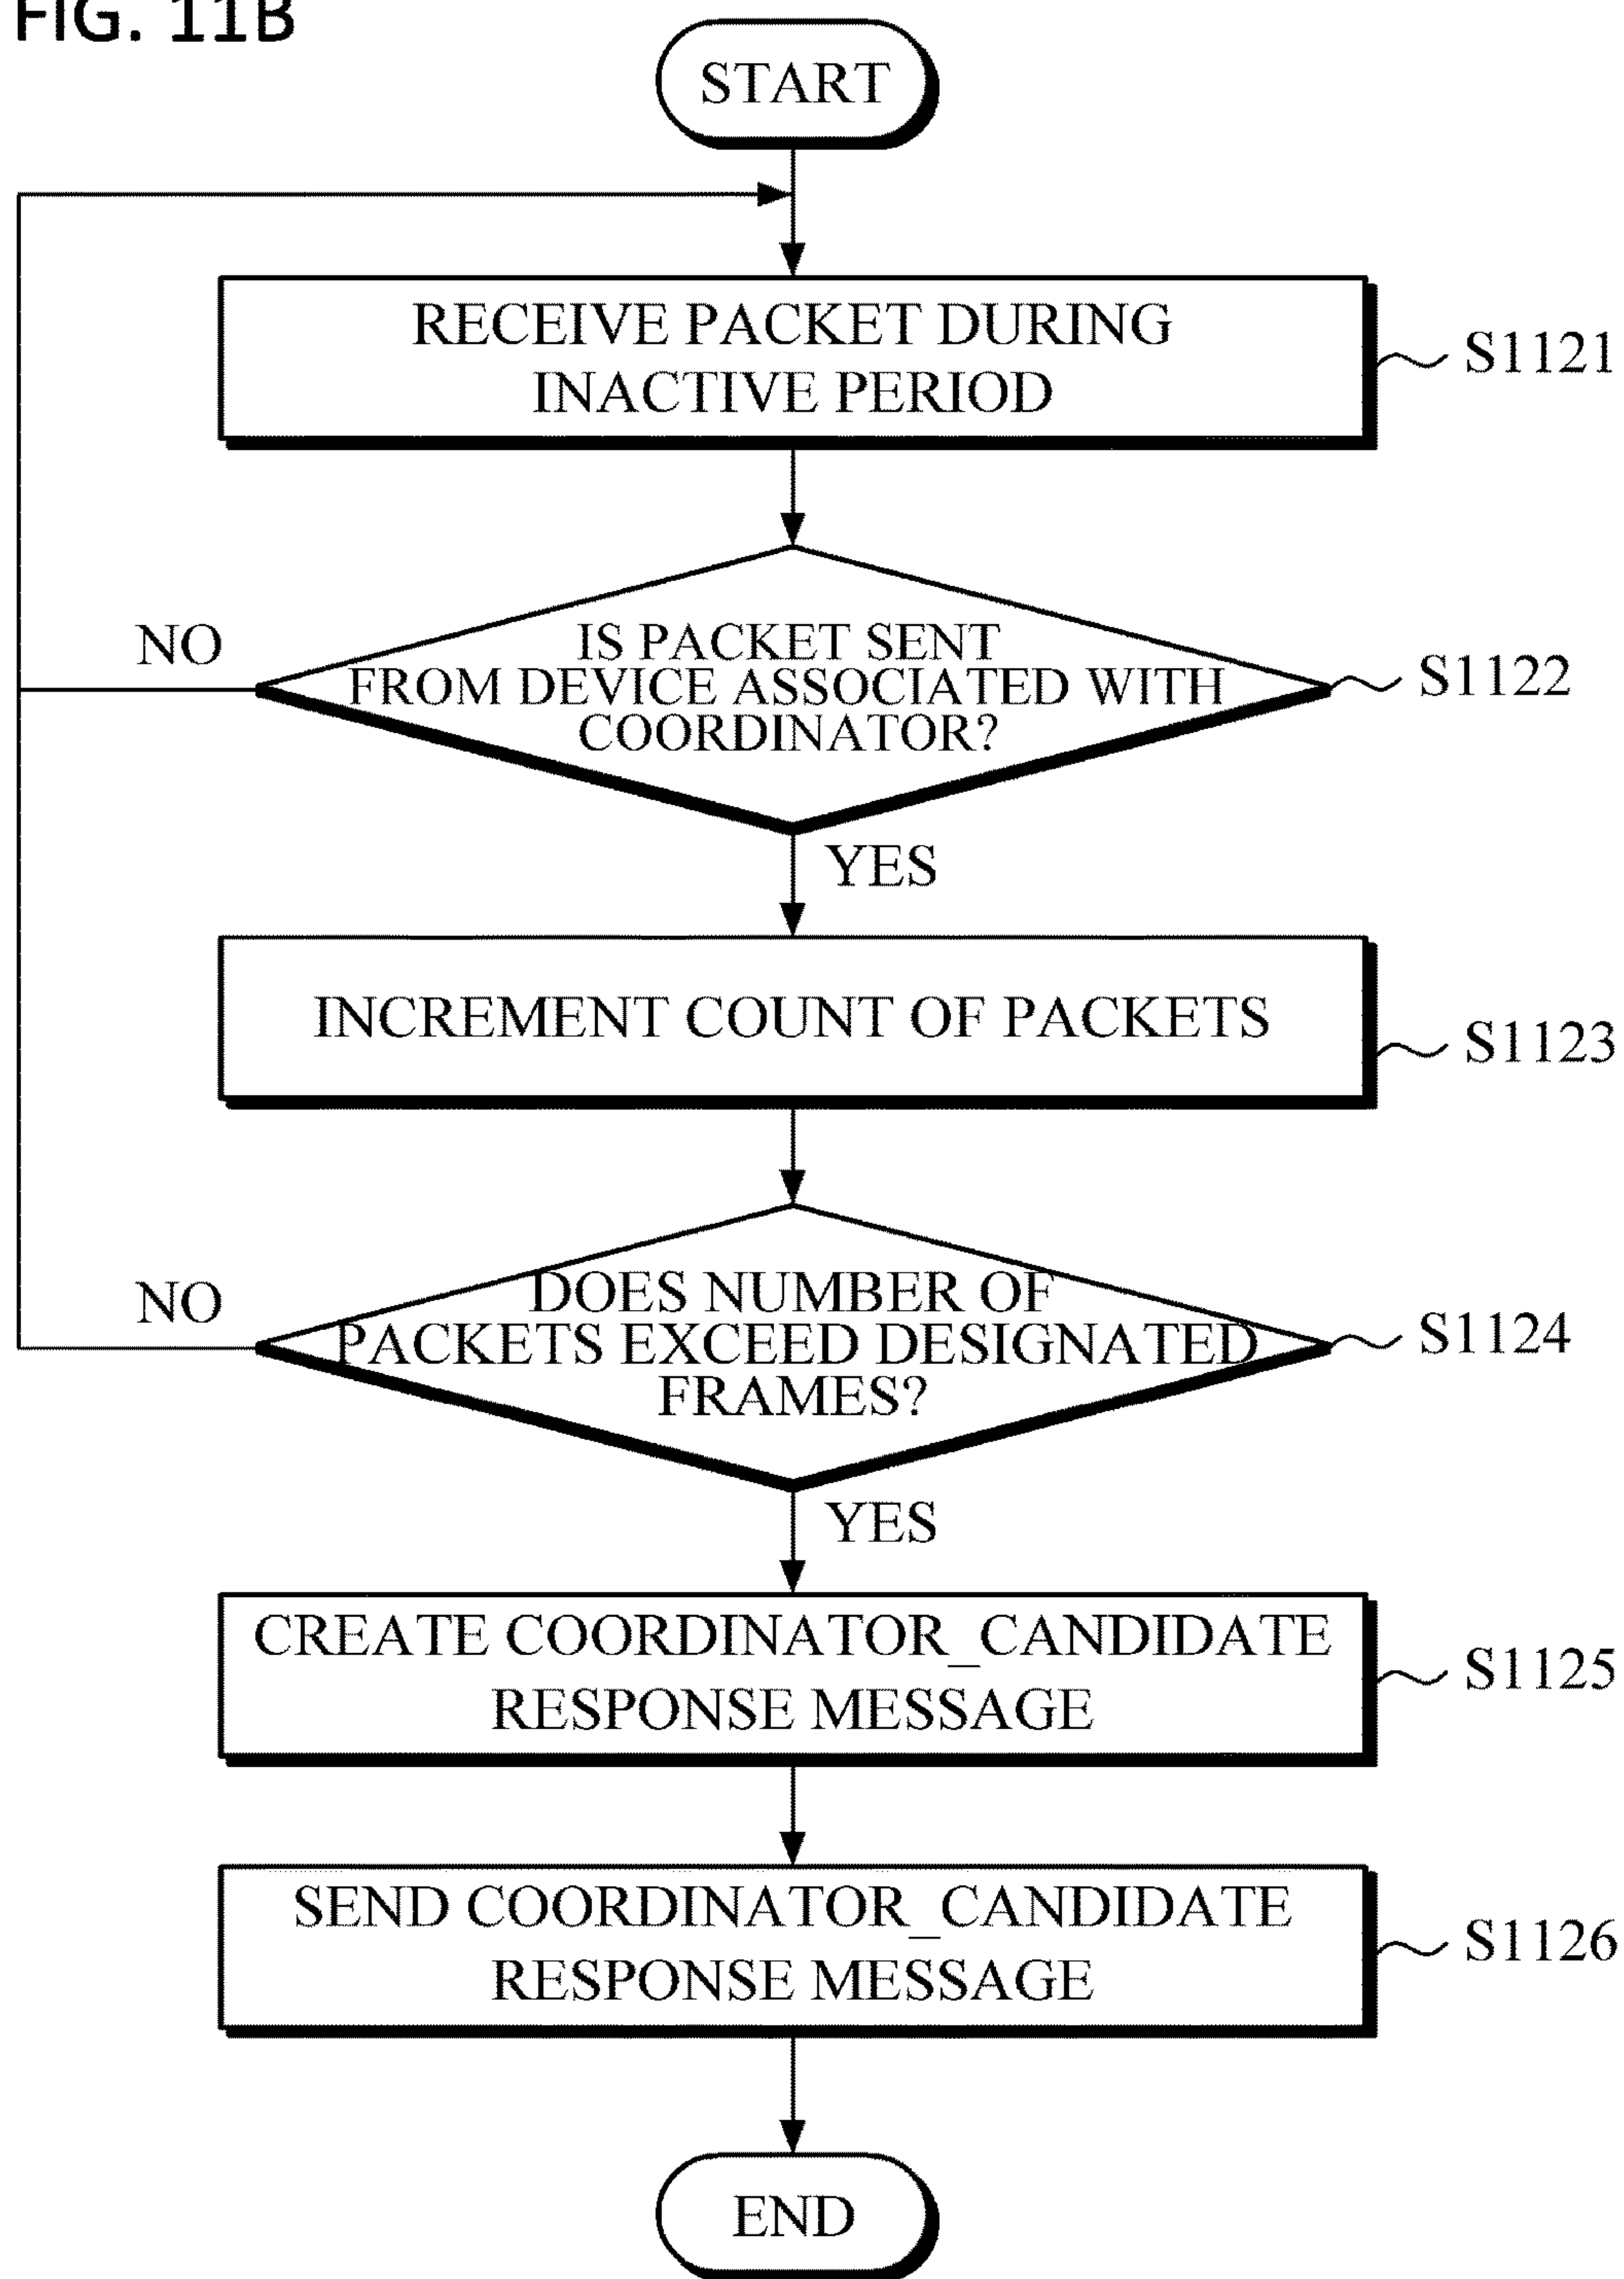 FIG. 11B
START
RECEIVE PACKET DURING
INACTIVE PERIOD
S1121
NO
IS PACKET SENT
FROM DEVICE ASSOCIATED WITH
COORDINATOR?
S1122
YES
INCREMENT COUNT OF PACKETS
S1123
NO
DOES NUMBER OF
PACKETS EXCEED DESIGNATED
FRAMES?
S1124
YES
CREATE COORDINATOR_CANDIDATE
RESPONSE MESSAGE
S1125
SEND COORDINATOR_CANDIDATE
RESPONSE MESSAGE
S1126
END